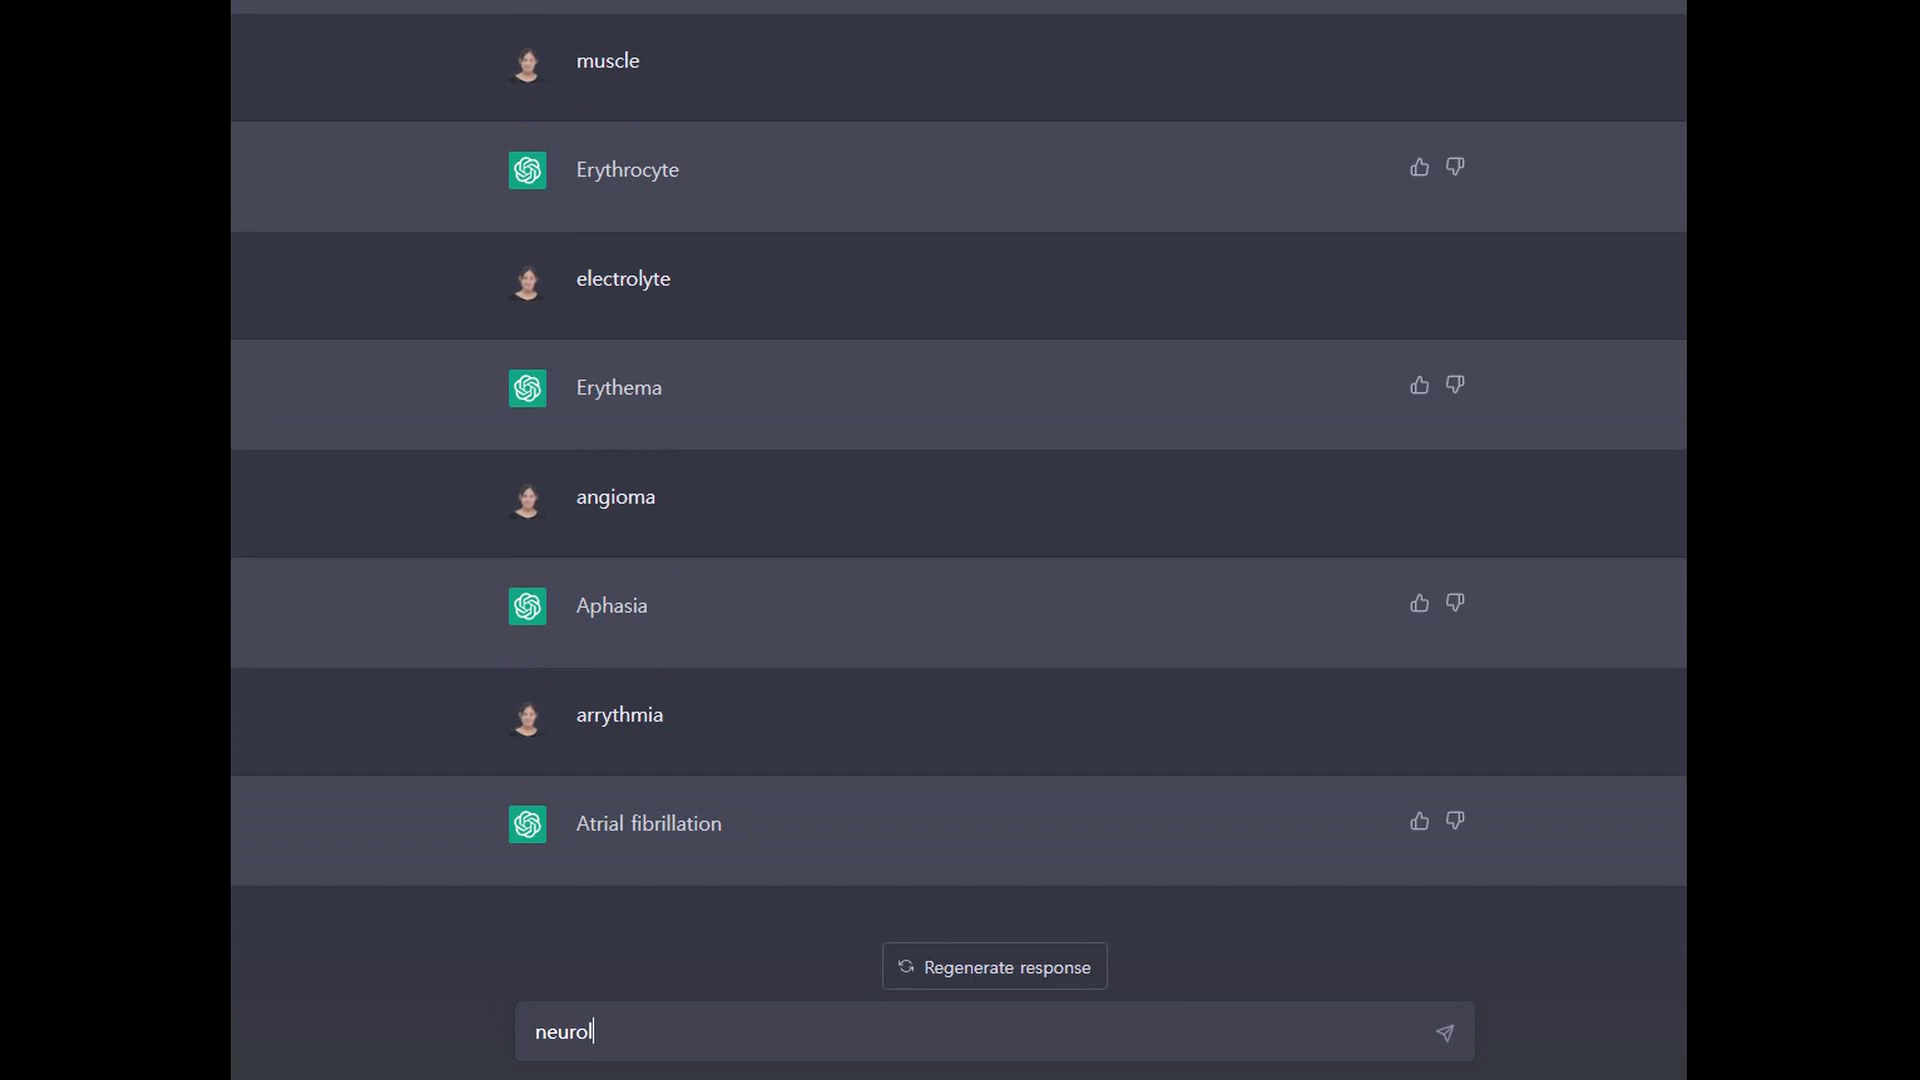 muscle
Erythrocyte
electrolyte
Erythema
angioma
Aphasia
arrythmia
Atrial fibrillation
Regenerate response
neurol